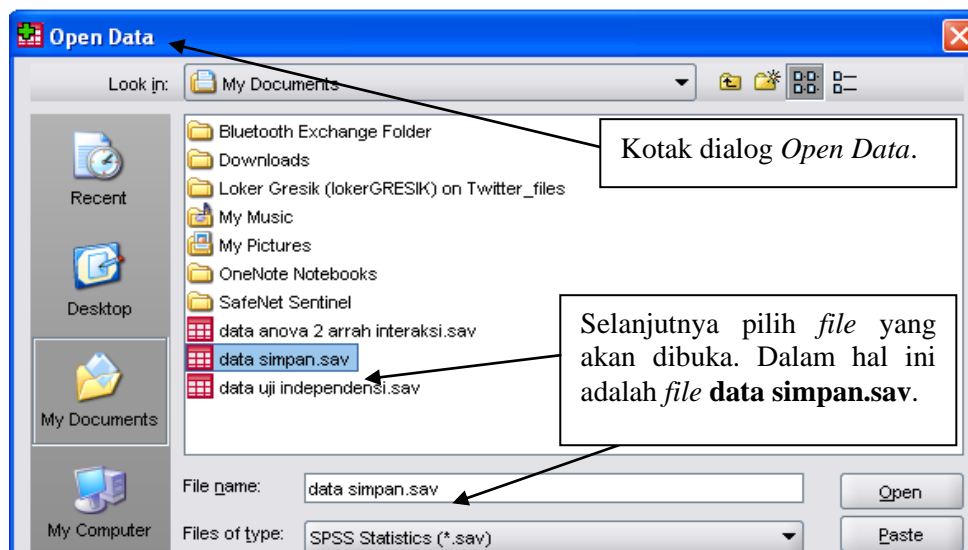 Open Data
Look in:
My Documents
Recent
Desktop
My Documents
My Computer
Bluetooth Exchange Folder
Downloads
Loker Gresik (lokerGRESIK) on Twitter_files
My Music
My Pictures
OneNote Notebooks
SafeNet Sentinel
data anova 2 arrah interaksi.sav
data simpan.sav
data uji independensi.sav
Kotak dialog Open Data.
Selanjutnya pilih file yang
akan dibuka. Dalam hal ini
adalah file data simpan.sav.
File name:
data simpan.sav
Open
Files of type:
SPSS Statistics (*.sav)
Paste